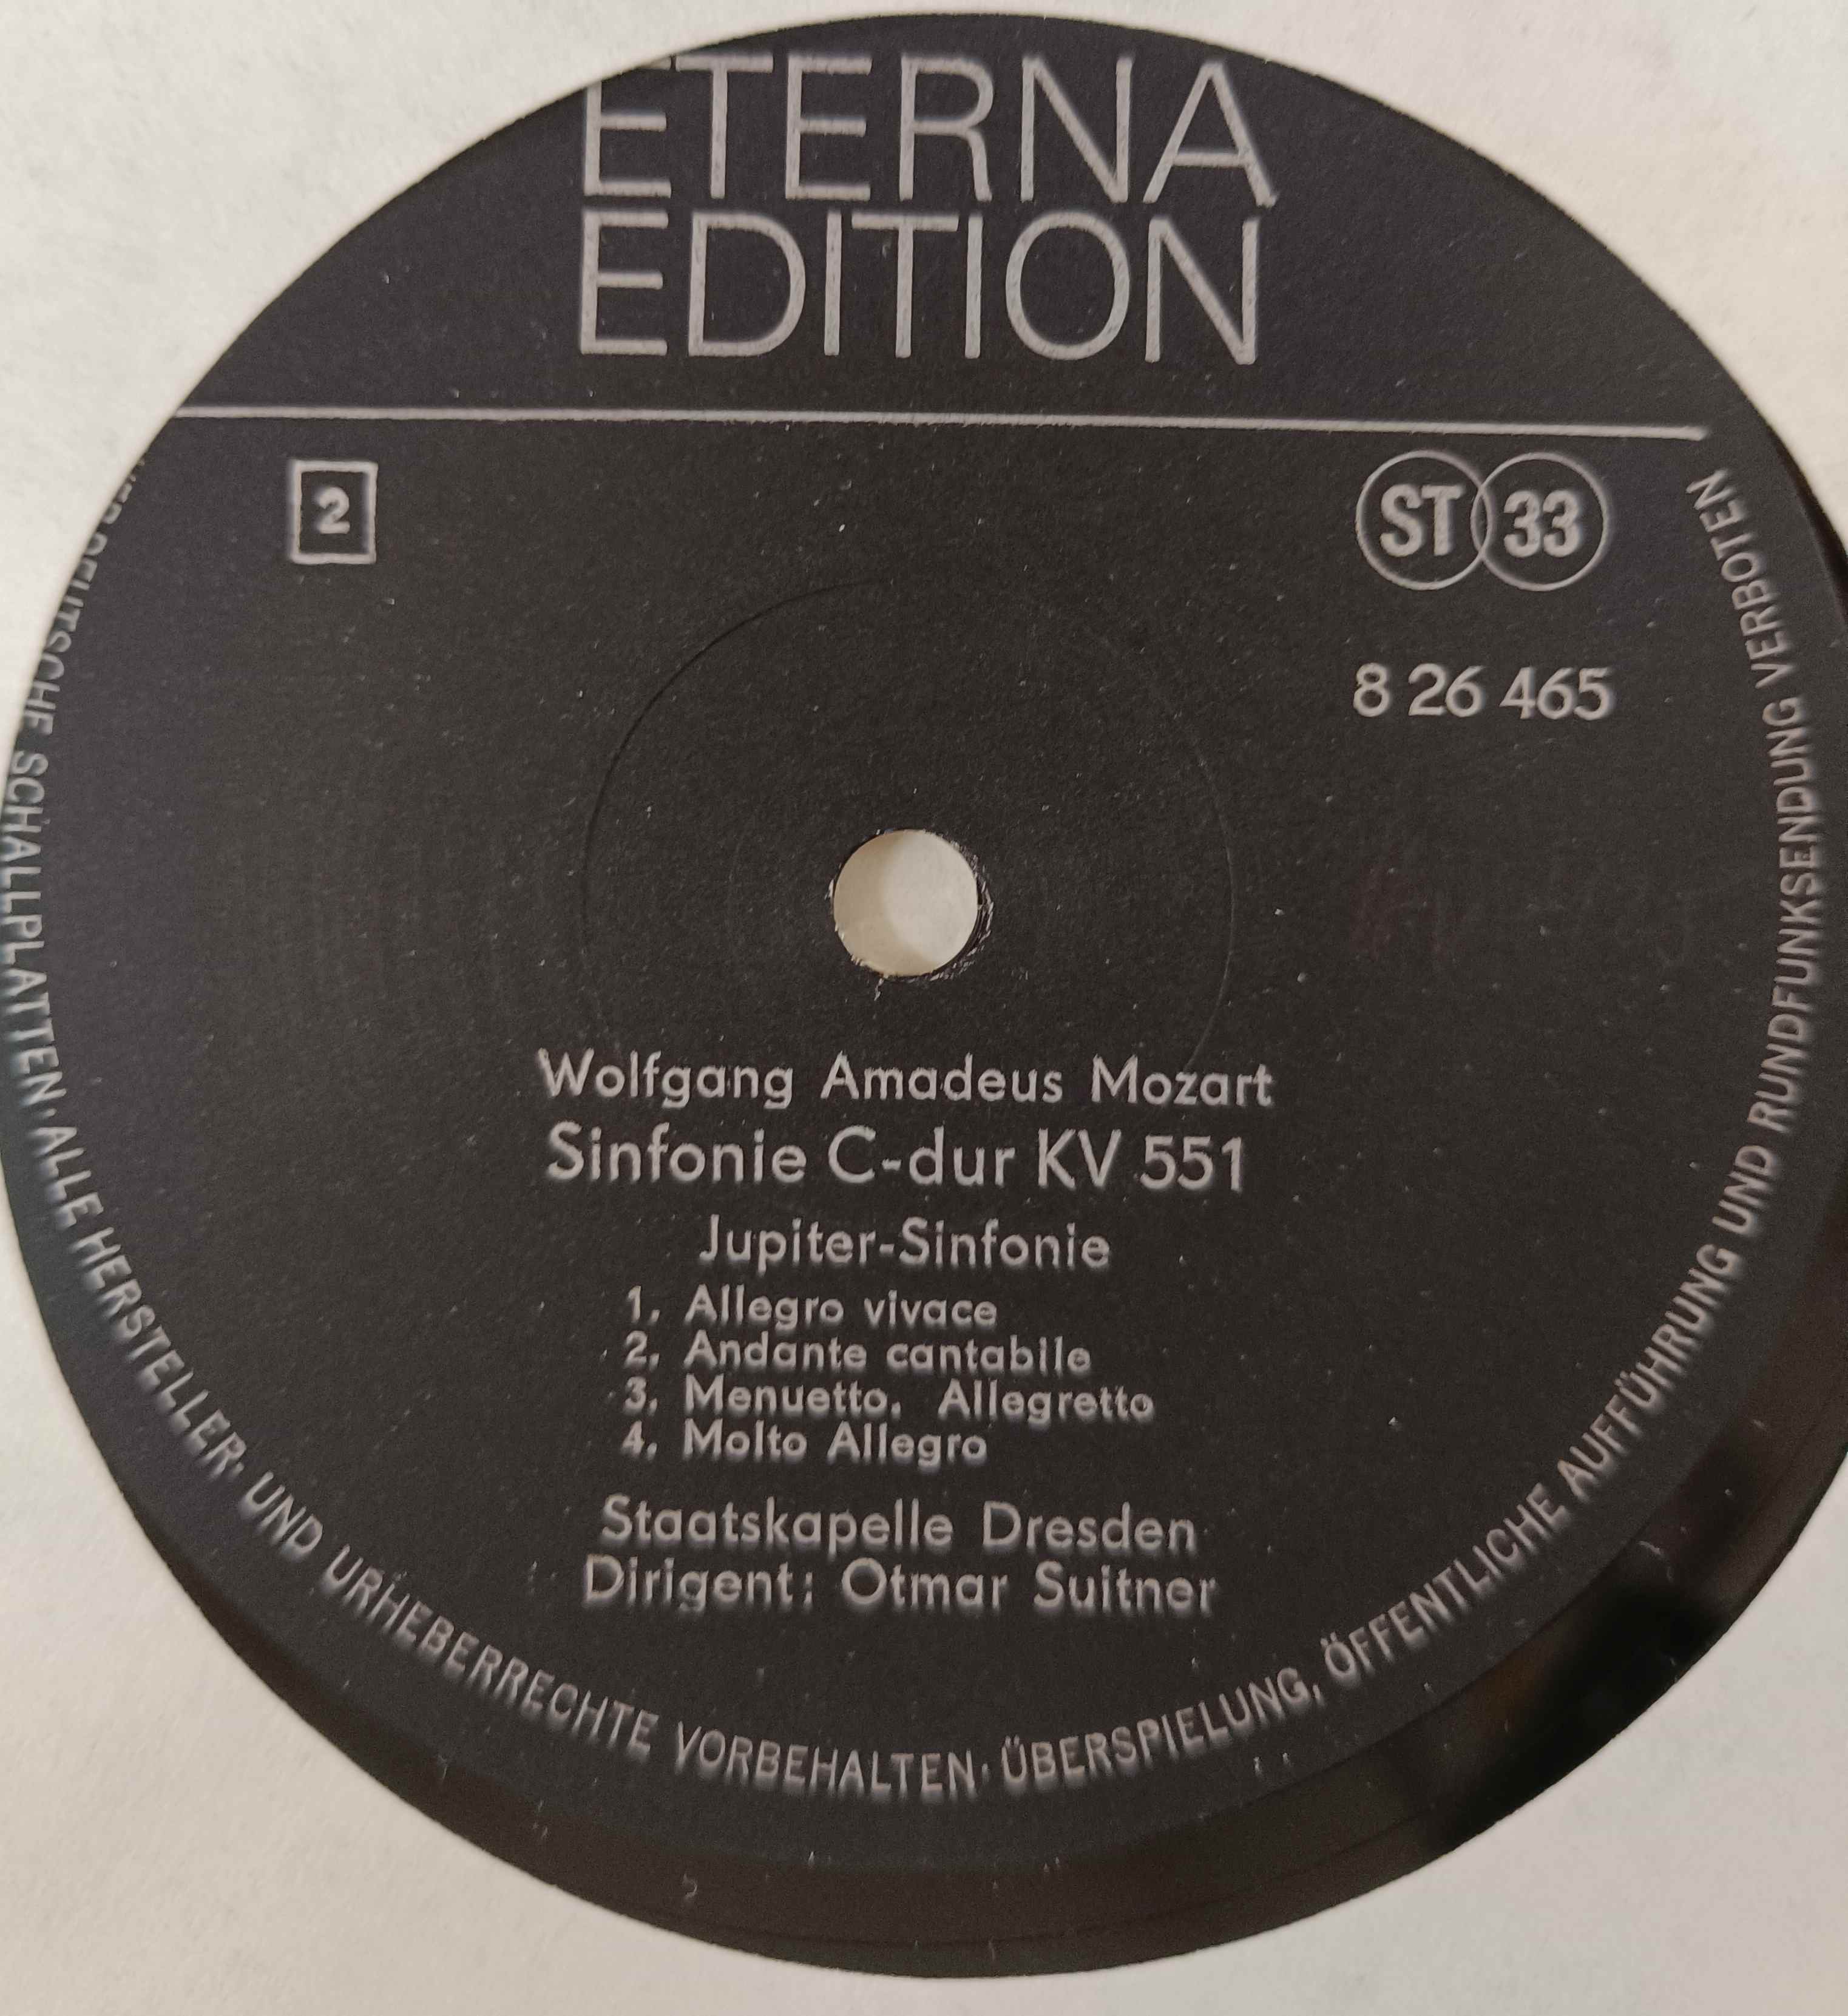 ETERNA
EDITION
2
ST 33
8 26 465
Wolfgang Amadeus Mozart
Sinfonie C-dur KV 551
Jupiter-Sinfonie
1. Allegro vivace
2. Andante cantabile
3. Menuetto. Allegretto
4. Molto Allegro
Staatskapelle Dresden
Dirigent: Otmar Suitner
VEB DEUTSCHE SCHALLPLATTEN · ALLE HERSTELLER- UND URHEBERRECHTE VORBEHALTEN · ÜBERSPIELUNG, ÖFFENTLICHE AUFFÜHRUNG UND RUNDFUNKSENDUNG VERBOTEN